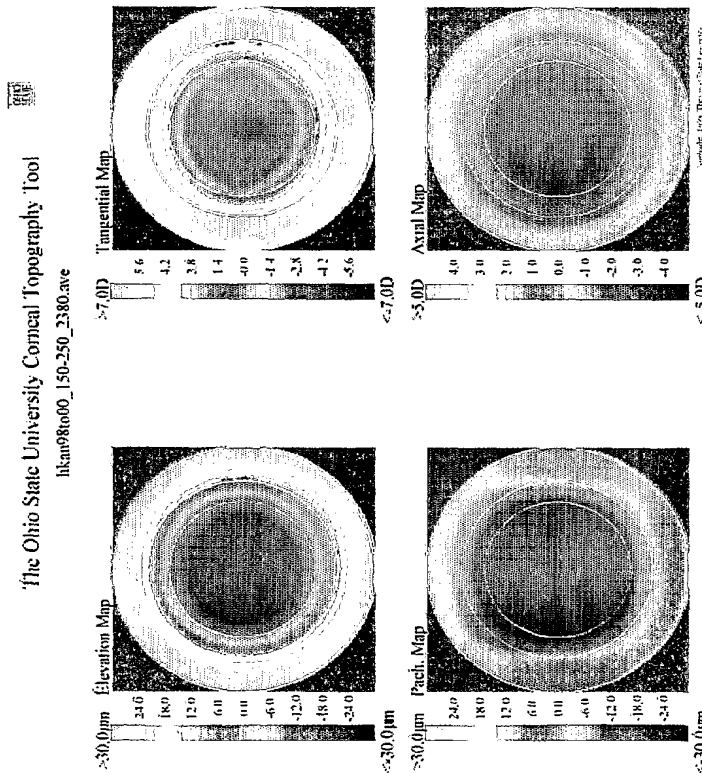 The Ohio State University Corneal Topography Tool
hkan98to00_150-250_2380.ave
Elevation Map
>30.0µm
24.0
18.0
12.0
6.0
0.0
-6.0
-12.0
-18.0
-24.0
<-30.0µm
Tangential Map
>7.0D
5.6
4.2
2.8
1.4
-0.0
-1.4
-2.8
-4.2
-5.6
<-7.0D
Pach. Map
>30.0µm
24.0
18.0
12.0
6.0
0.0
-6.0
-12.0
-18.0
-24.0
<-30.0µm
Axial Map
>5.0D
4.0
3.0
2.0
1.0
0.0
-1.0
-2.0
-3.0
-4.0
<-5.0D